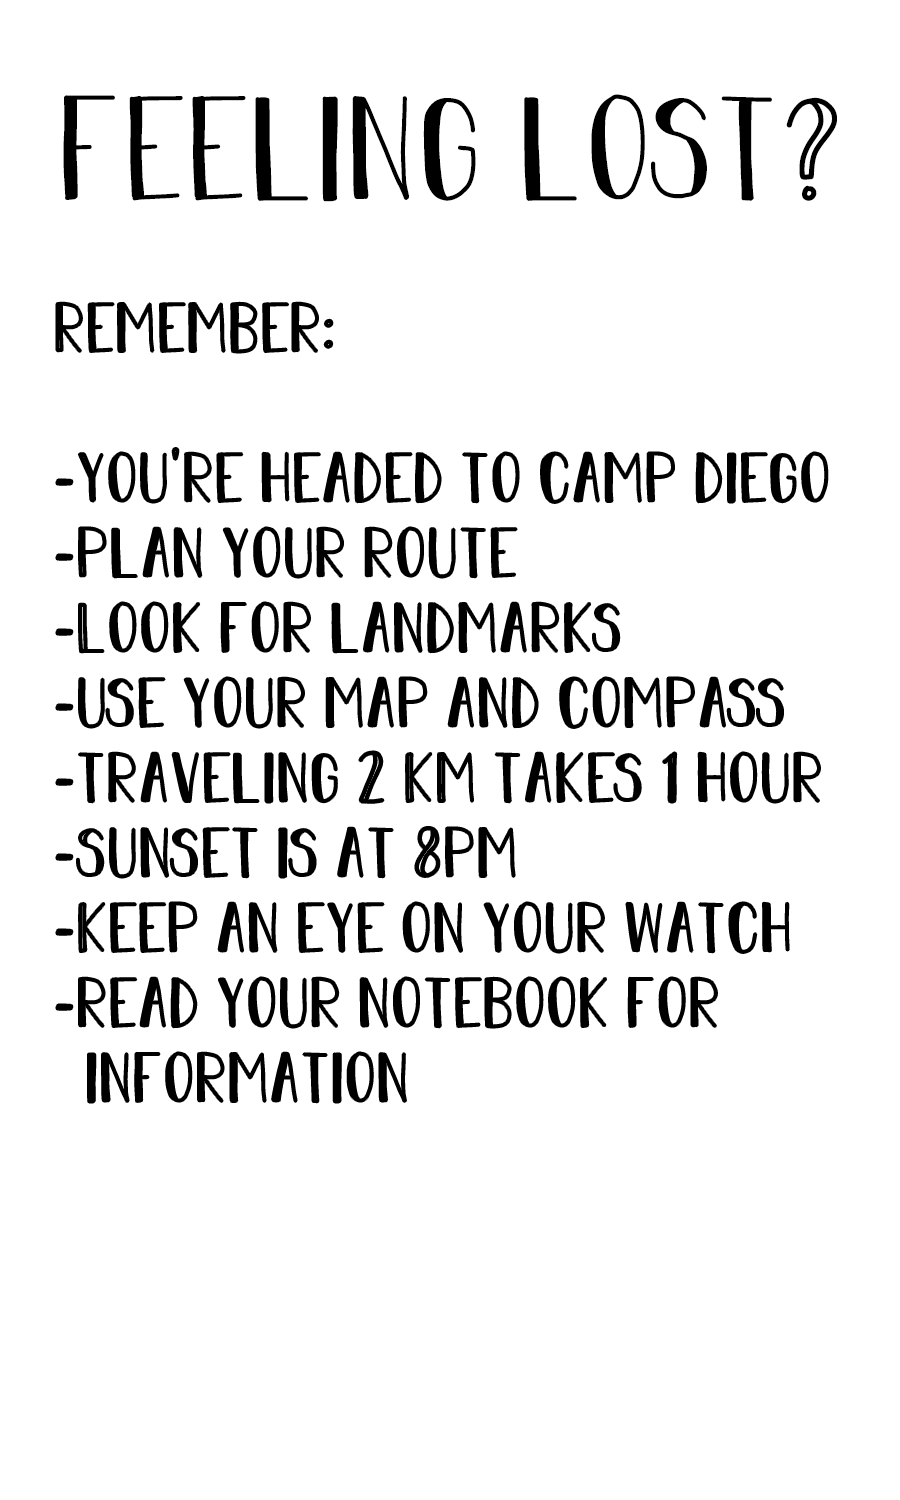 FEELING LOST?
REMEMBER:
-YOU'RE HEADED TO CAMP DIEGO
-PLAN YOUR ROUTE
-LOOK FOR LANDMARKS
-USE YOUR MAP AND COMPASS
-TRAVELING 2 KM TAKES 1 HOUR
-SUNSET IS AT 8PM
-KEEP AN EYE ON YOUR WATCH
-READ YOUR NOTEBOOK FOR
INFORMATION